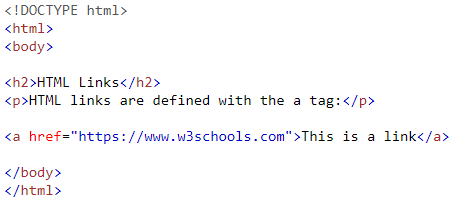 <!DOCTYPE html>
<html>
<body>
<h2>HTML Links</h2>
<p>HTML links are defined with the a tag:</p>
<a href="https://www.w3schools.com">This is a link</a>
</body>
</html>